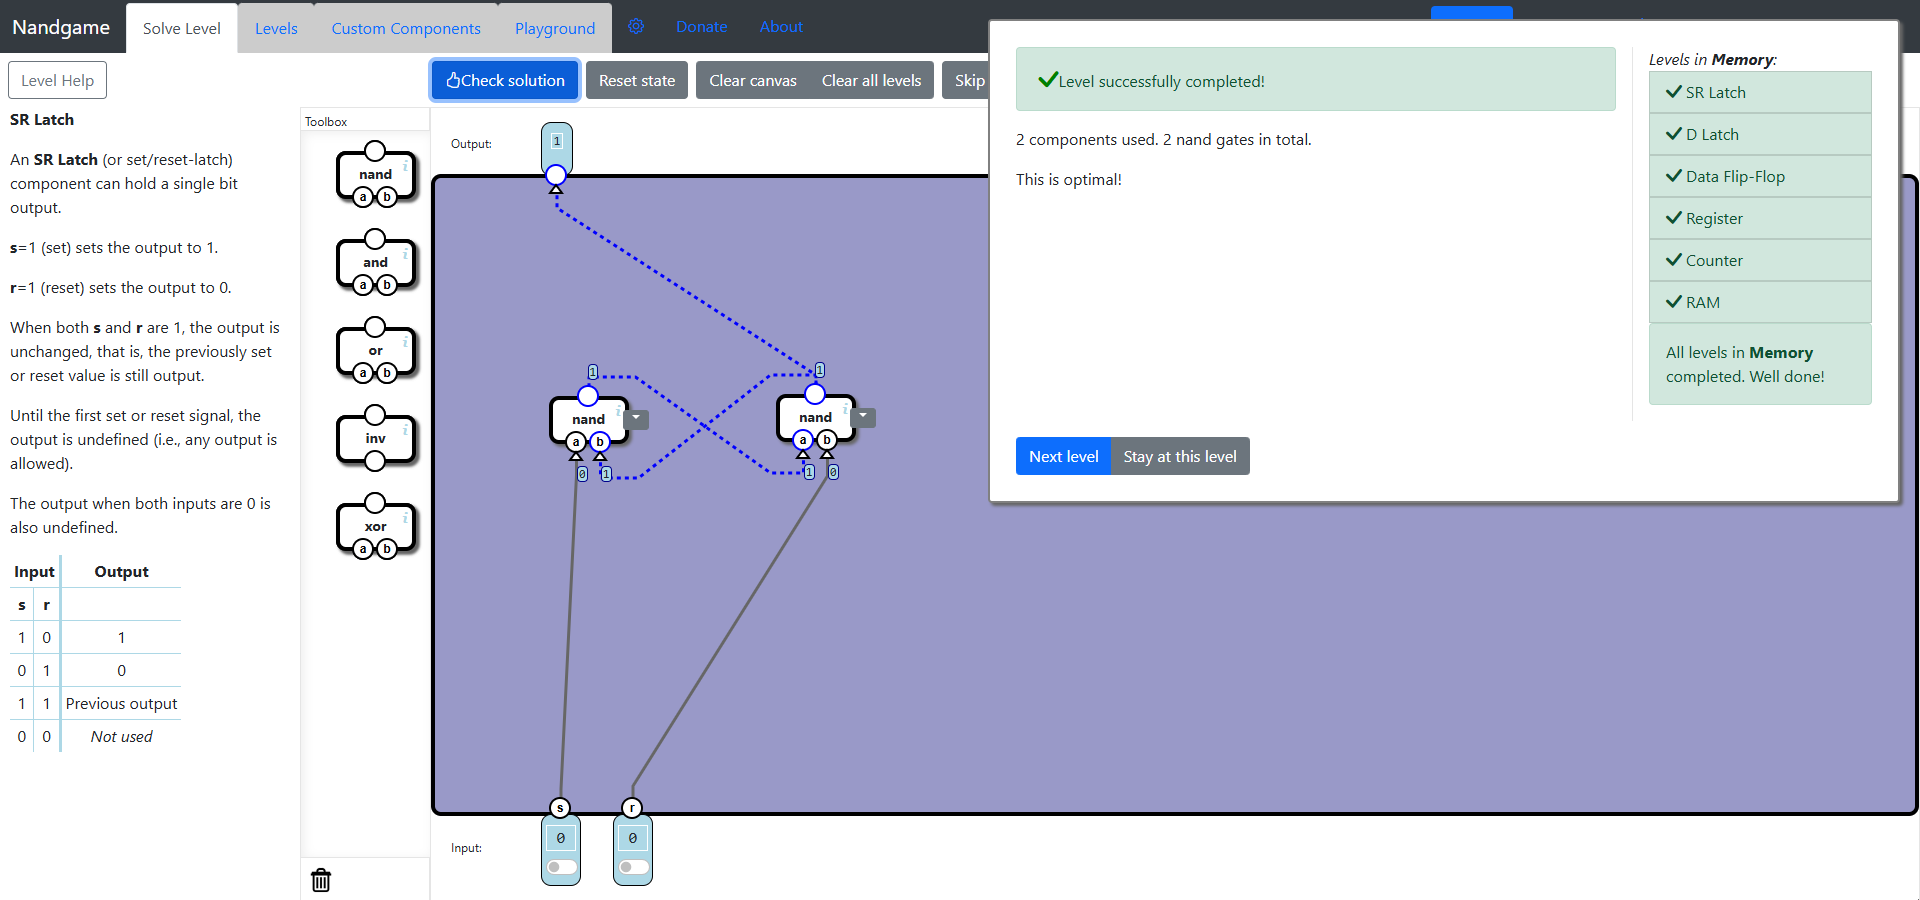 Nandgame
Solve Level
Levels
Custom Components
Playground
Donate
About
Level Help
Check solution
Reset state
Clear canvas
Clear all levels
Skip
SR Latch
An SR Latch (or set/reset-latch)
component can hold a single bit
output.
s=1 (set) sets the output to 1.
r=1 (reset) sets the output to 0.
When both s and r are 1, the output is
unchanged, that is, the previously set
or reset value is still output.
Until the first set or reset signal, the
output is undefined (i.e., any output is
allowed).
The output when both inputs are 0 is
also undefined.
Input Output
s r
1 0 1
0 1 0
1 1 Previous output
0 0 Not used
Toolbox
nand
i
a b
and
i
a b
or
i
a b
inv
i
xor
i
a b
Output:
1
1
nand
i
a b
0 1
1
nand
i
a b
1 0
s r
Input:
0 0
Level successfully completed!
2 components used. 2 nand gates in total.
This is optimal!
Next level
Stay at this level
Levels in Memory:
SR Latch
D Latch
Data Flip-Flop
Register
Counter
RAM
All levels in Memory
completed. Well done!